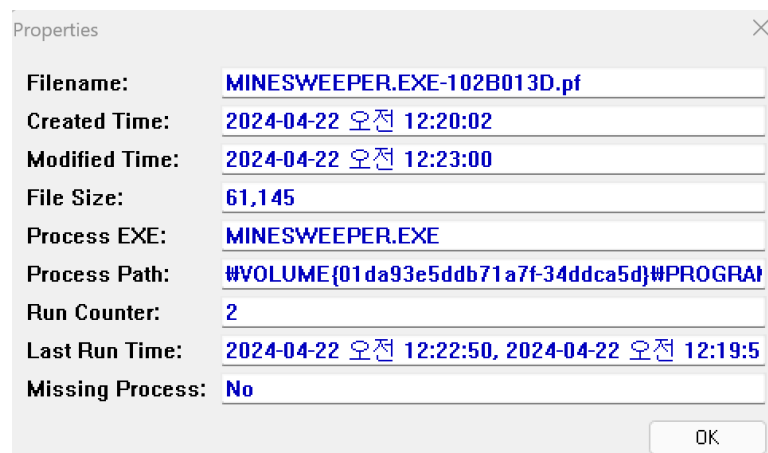 Properties
Filename: MINESWEEPER.EXE-102B013D.pf
Created Time: 2024-04-22 오전 12:20:02
Modified Time: 2024-04-22 오전 12:23:00
File Size: 61,145
Process EXE: MINESWEEPER.EXE
Process Path: ₩VOLUME{01da93e5ddb71a7f-34ddca5d}₩PROGRAM
Run Counter: 2
Last Run Time: 2024-04-22 오전 12:22:50, 2024-04-22 오전 12:19:5
Missing Process: No
OK